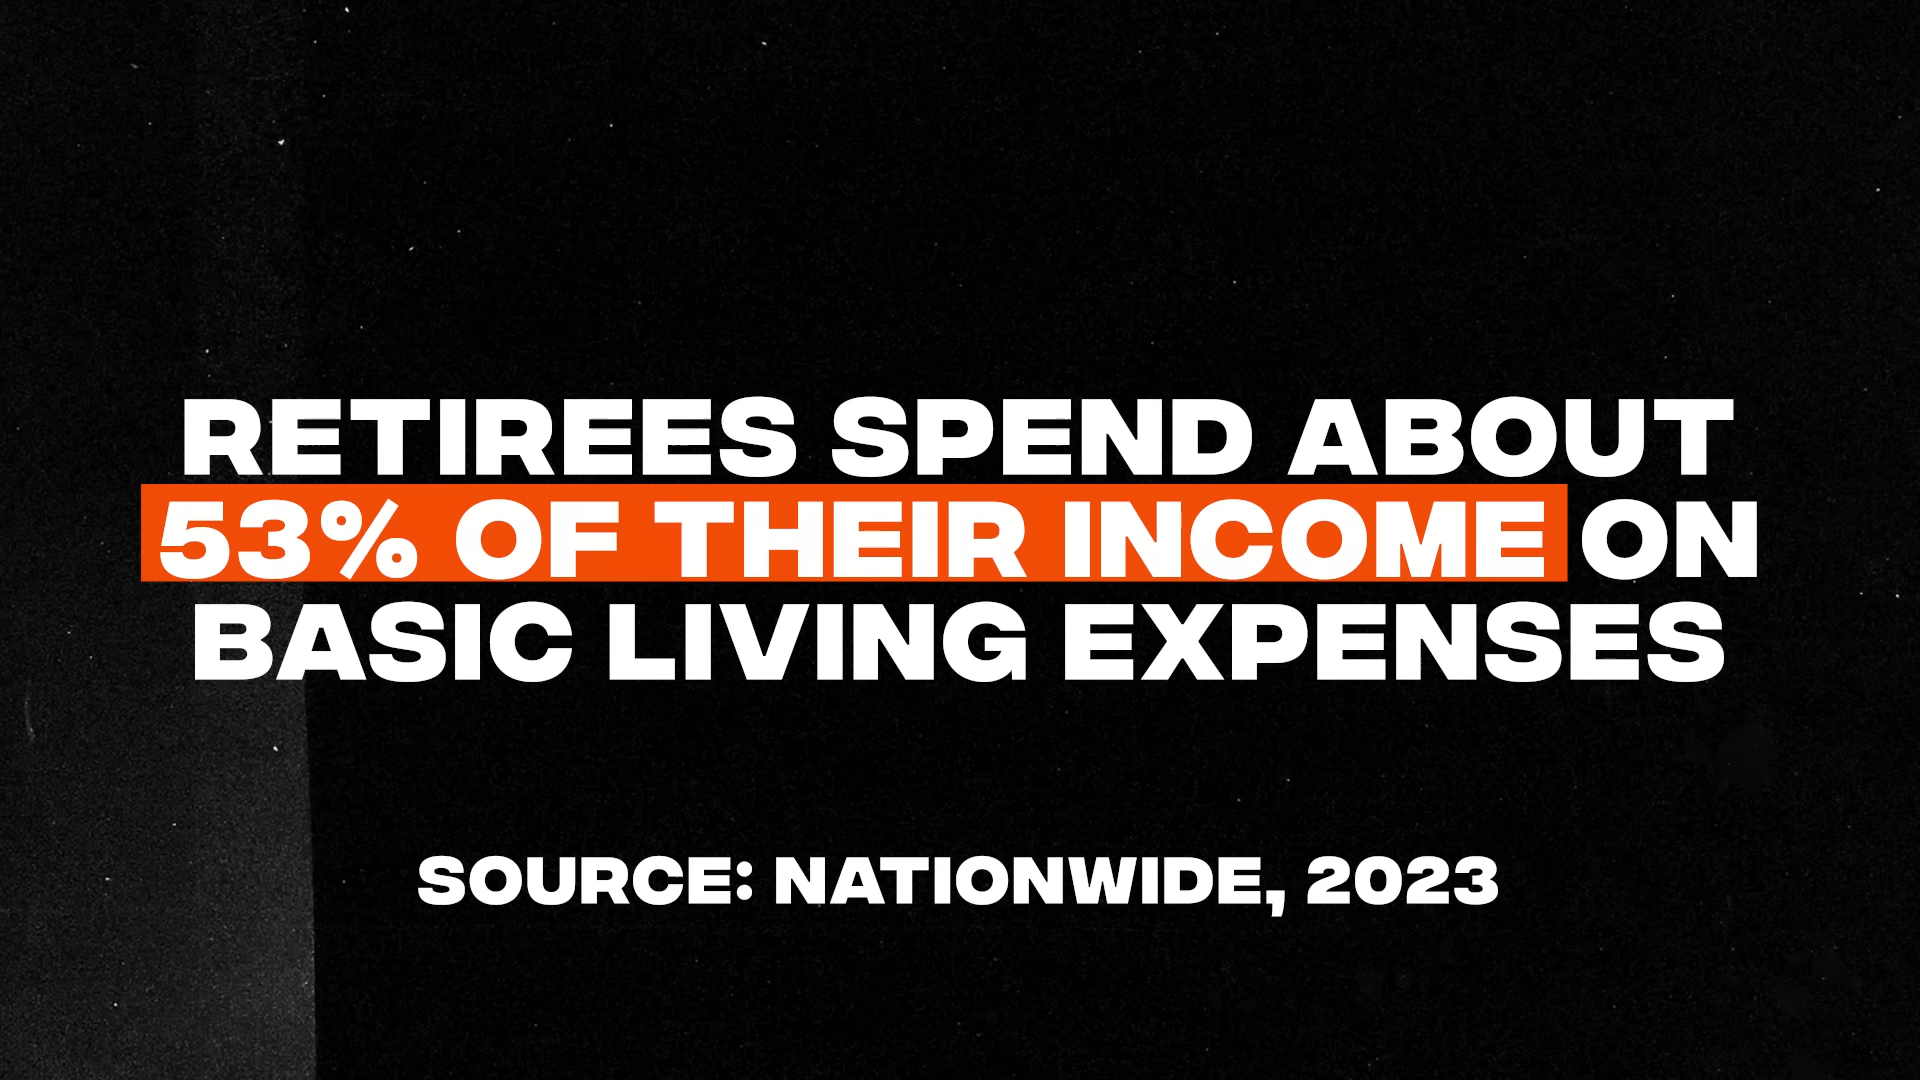 RETIREES SPEND ABOUT
53% OF THEIR INCOME ON
BASIC LIVING EXPENSES
SOURCE: NATIONWIDE, 2023